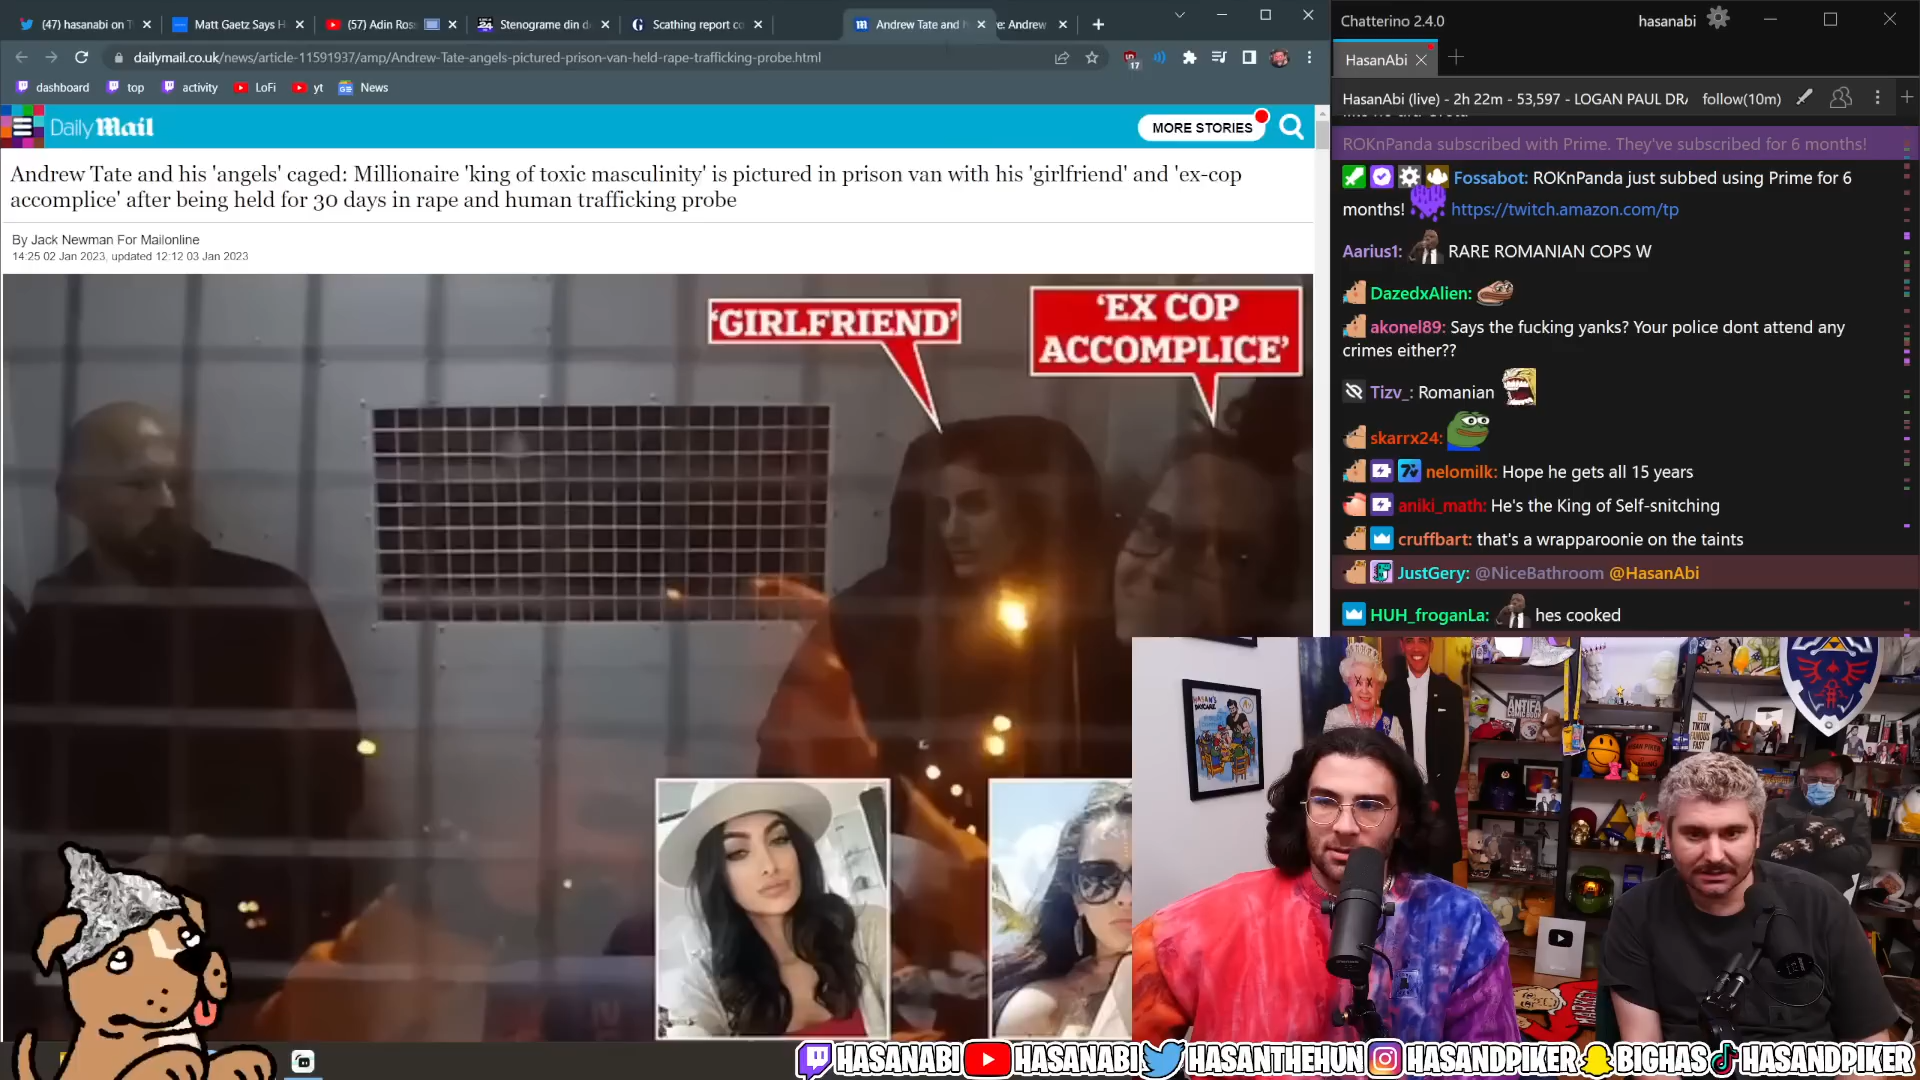 (47) hasanabi on T
Matt Gaetz Says H
(57) Adin Ros
Stenograme din d
Scathing report co
Andrew Tate and h
e: Andrew
dailymail.co.uk/news/article-11591937/amp/Andrew-Tate-angels-pictured-prison-van-held-rape-trafficking-probe.html
17
dashboard
top
activity
LoFi
yt
News
Daily Mail
MORE STORIES
Andrew Tate and his 'angels' caged: Millionaire 'king of toxic masculinity' is pictured in prison van with his 'girlfriend' and 'ex-cop
accomplice' after being held for 30 days in rape and human trafficking probe
By Jack Newman For Mailonline
14:25 02 Jan 2023, updated 12:12 03 Jan 2023
'GIRLFRIEND'
'EX COP
ACCOMPLICE'
Chatterino 2.4.0
hasanabi
HasanAbi
HasanAbi (live) - 2h 22m - 53,597 - LOGAN PAUL DR
follow(10m)
ROKnPanda subscribed with Prime. They've subscribed for 6 months!
Fossabot: ROKnPanda just subbed using Prime for 6
months! https://twitch.amazon.com/tp
Aarius1: RARE ROMANIAN COPS W
DazedxAlien:
akonel89: Says the fucking yanks? Your police dont attend any
crimes either??
Tizv_: Romanian
skarrx24:
nelomilk: Hope he gets all 15 years
aniki_math: He's the King of Self-snitching
cruffbart: that's a wrapparoonie on the taints
JustGery: @NiceBathroom @HasanAbi
HUH_froganLa: hes cooked
ANTIFA
GET
TIKTOK
FAMOUS
FAST
HASANABI
HASANABI
HASANTHEHUN
HASANDPIKER
BIGHAS
HASANDPIKER